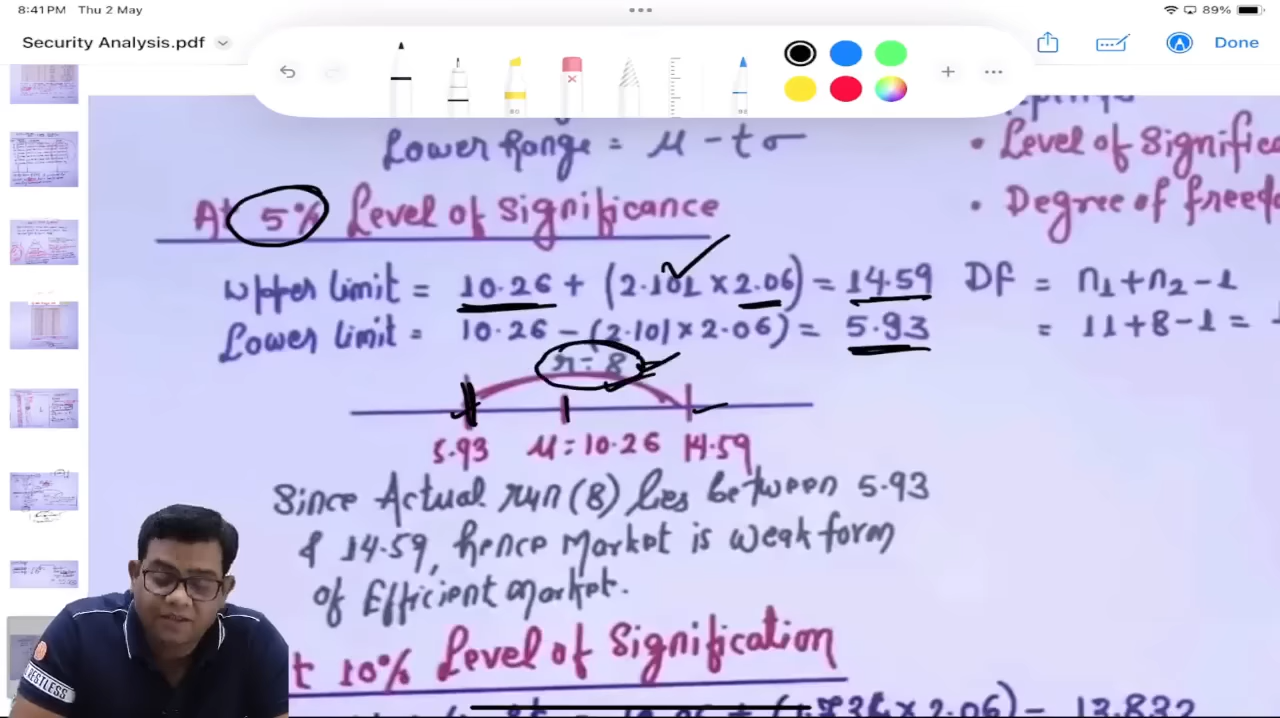 8:41 PM Thu 2 May
89%
Security Analysis.pdf
Done
Lower Range = μ - tσ
• Level of Signific
• Degree of freed
At 5% Level of Significance
Upper limit = 10.26 + (2.101 × 2.06) = 14.59 DF = n1 + n2 - 1
Lower limit = 10.26 - (2.101 × 2.06) = 5.93 = 11 + 8 - 1 =
r = 8
5.93 μ = 10.26 14.59
Since Actual run (8) lies between 5.93
& 14.59, hence Market is weak form
of Efficient Market.
t 10% Level of Signification
× 2.06) = 13.832
RESTLESS